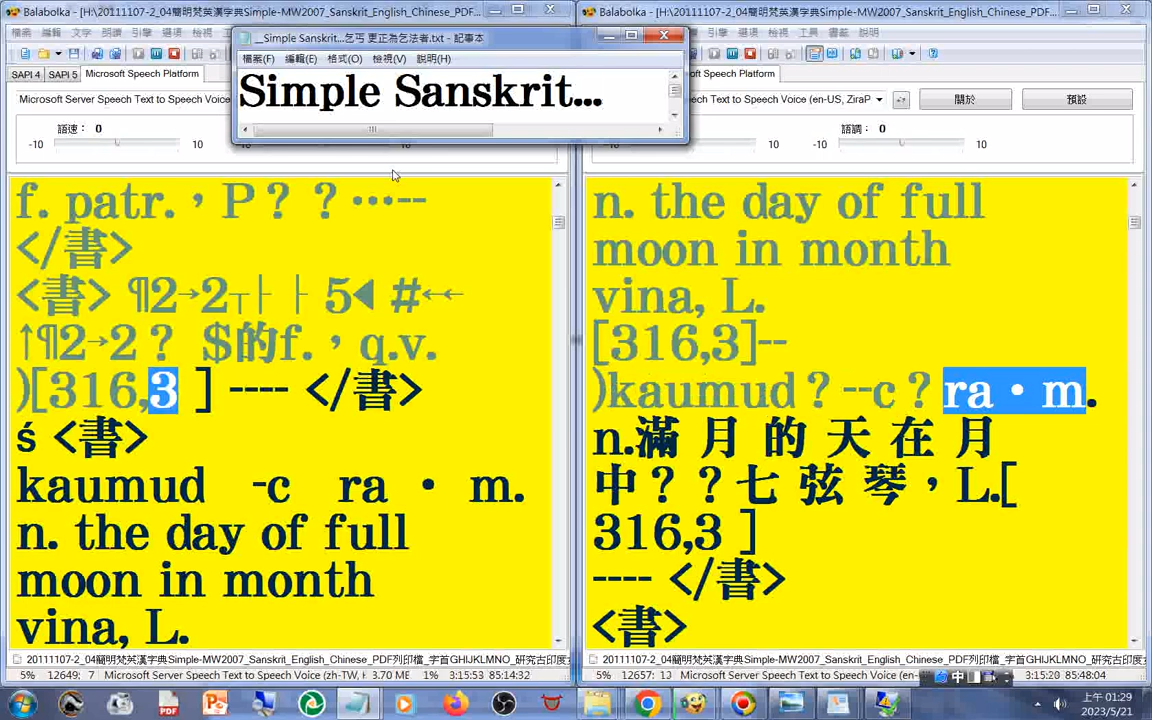 Balabolka - [H:\20111107-2_04簡明梵英漢字典Simple-MW2007_Sanskrit_English_Chinese_PDF...
Balabolka - [H:\20111107-2_04簡明梵英漢字典Simple-MW2007_Sanskrit_English_Chinese_PDF...
__Simple Sanskrit...乞丐 更正為乞法者.txt - 記事本
檔案(F) 編輯(E) 格式(O) 檢視(V) 說明(H)
Simple Sanskrit...
SAPI 4 SAPI 5 Microsoft Speech Platform
oft Speech Platform
Microsoft Server Speech Text to Speech Voice
ech Text to Speech Voice (en-US, ZiraP
關於
預設
語速： 0
語調： 0
-10 10 -10 10
-10 10
f. patr.，P？？…--
</書>
<書> ¶2→2┬├ ├ 5◄ #←←
↑¶2→2？ $的f.，q.v.
)[316,3 ] ---- </書>
ś <書>
kaumud -c ra • m.
n. the day of full
moon in month
vina, L.
n. the day of full
moon in month
vina, L.
[316,3]--
)kaumud？--c？ra • m.
n.滿 月 的 天 在 月
中？？七 弦 琴，L.[
316,3 ]
---- </書>
<書>
20111107-2_04簡明梵英漢字典Simple-MW2007_Sanskrit_English_Chinese_PDF列印檔_字首GHIJKLMNO_研究古印度
20111107-2_04簡明梵英漢字典Simple-MW2007_Sanskrit_English_Chinese_PDF列印檔_字首GHIJKLMNO_研究古印度
5% 12649: 7 Microsoft Server Speech Text to Speech Voice (zh-TW, 3.70 ME 1% 3:15:53 85:14:32
5% 12657: 1 Microsoft Server Speech Text to Speech Voice 3:15:20 85:48:04
中
上午 01:29
2023/5/21